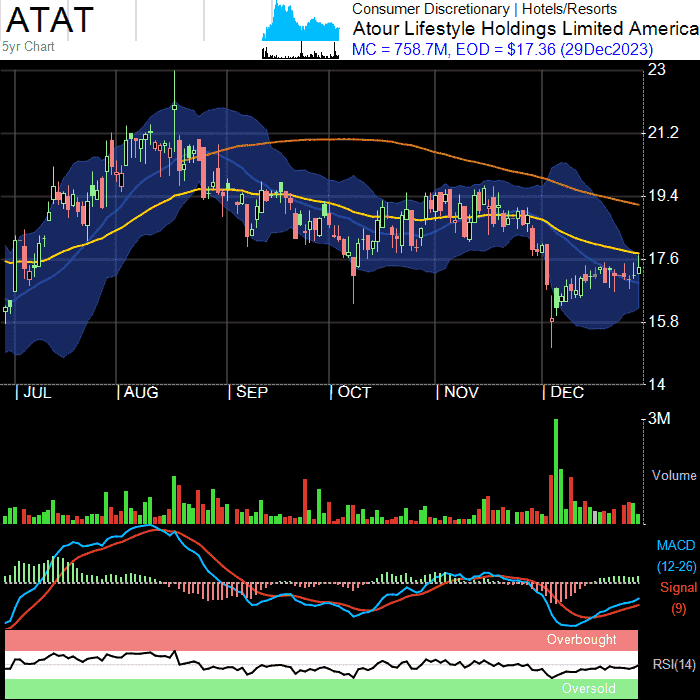 ATAT
5yr Chart
Consumer Discretionary | Hotels/Resorts
Atour Lifestyle Holdings Limited America
MC = 758.7M, EOD = $17.36 (29Dec2023)
23
21.2
19.4
17.6
15.8
14
| JUL | AUG | SEP | OCT | NOV | DEC
3M
Volume
MACD
(12-26)
Signal
(9)
Overbought
RSI(14)
Oversold